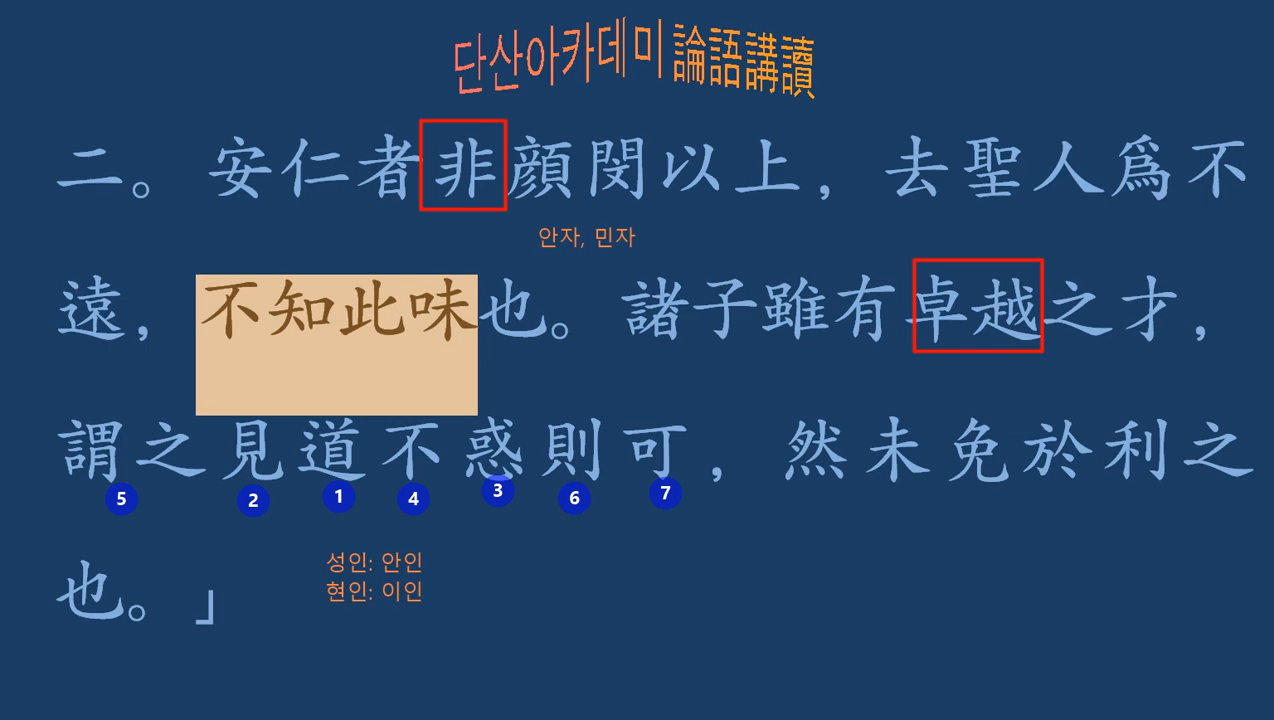 단산아카데미 論語講讀
二。安仁者非顔閔以上，去聖人爲不
안자, 민자
遠，不知此味也。諸子雖有卓越之才，
謂之見道不惑則可，然未免於利之
5 2 1 4 3 6 7
성인: 안인
현인: 이인
也。」